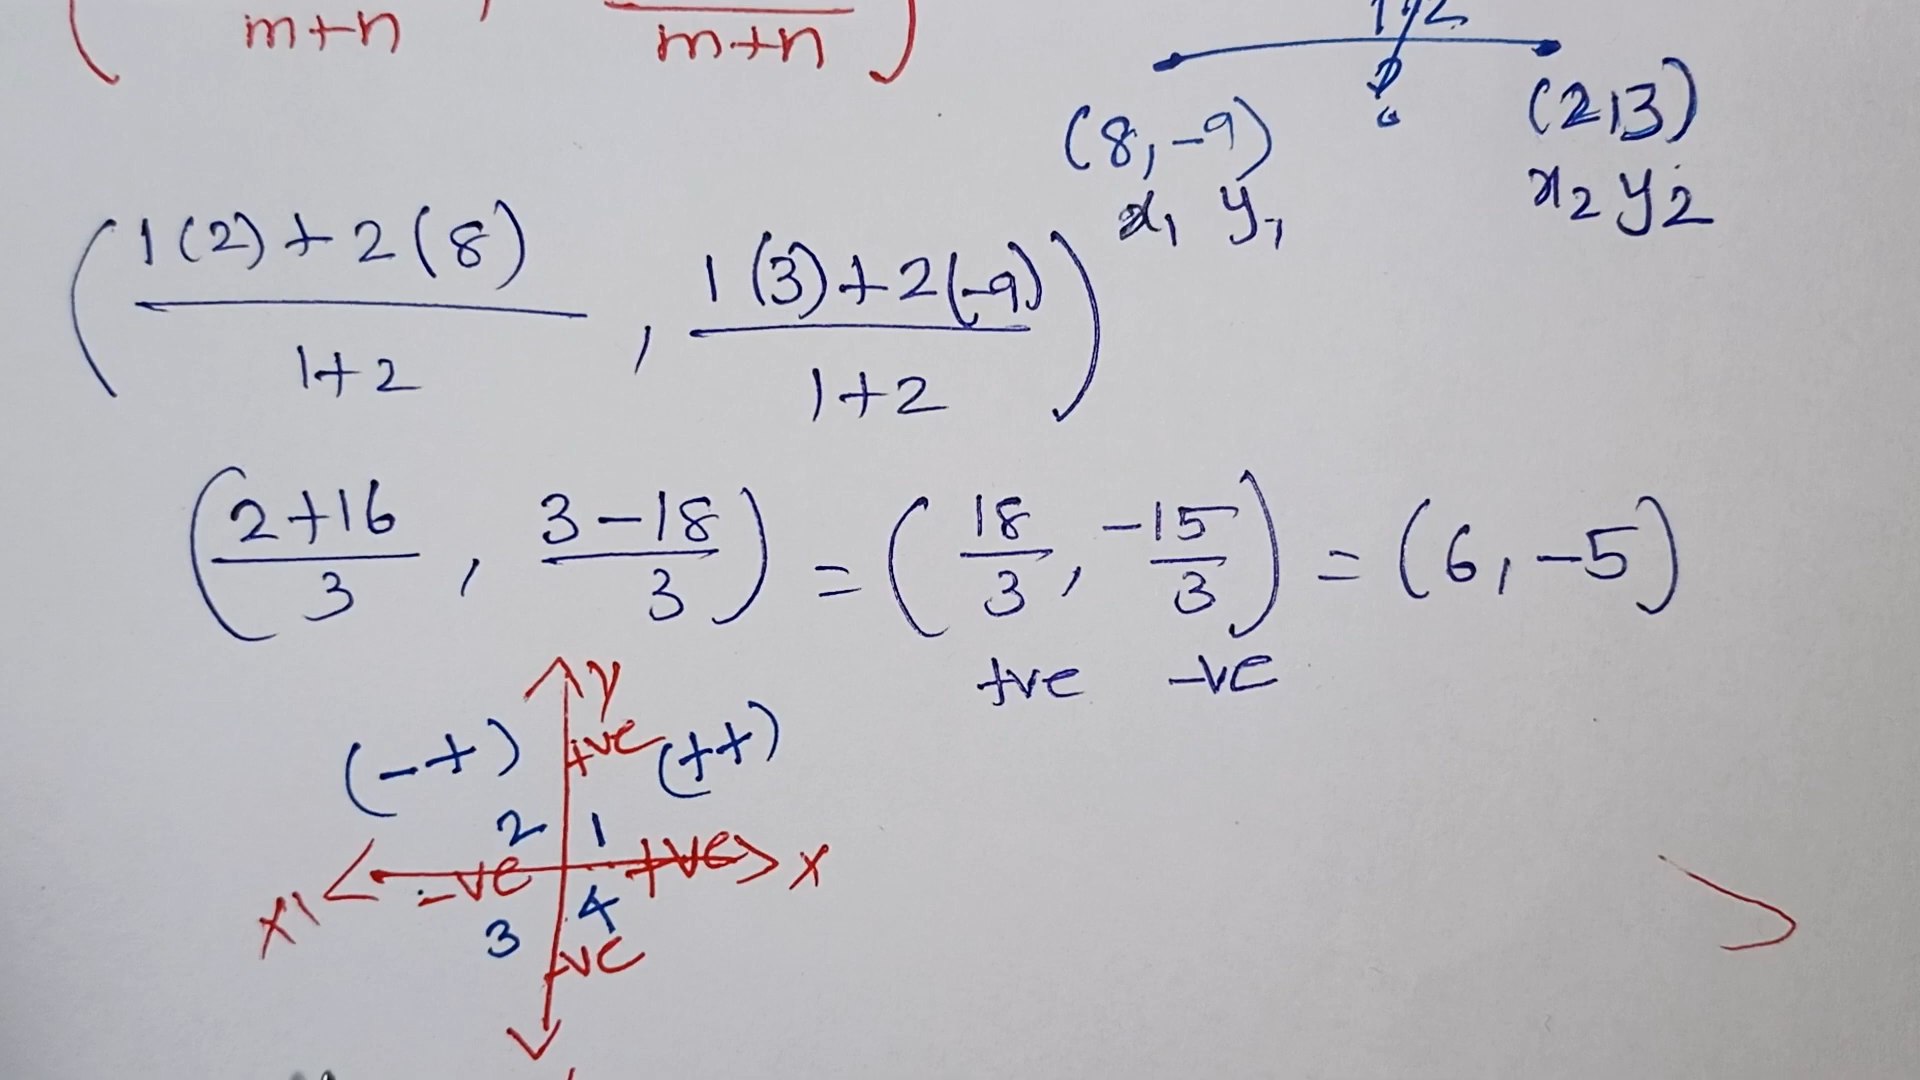 ( m+n , m+n )
1:2
P
(8,-9) (2,3)
x₁ y₁ x₂ y₂
( 1(2)+2(8) / 1+2 , 1(3)+2(-9) / 1+2 )
( 2+16 / 3 , 3-18 / 3 ) = ( 18/3 , -15/3 ) = (6,-5)
+ve -ve
Y
(-+) +ve (++)
2 1
X' -ve +ve X
3 4
-ve